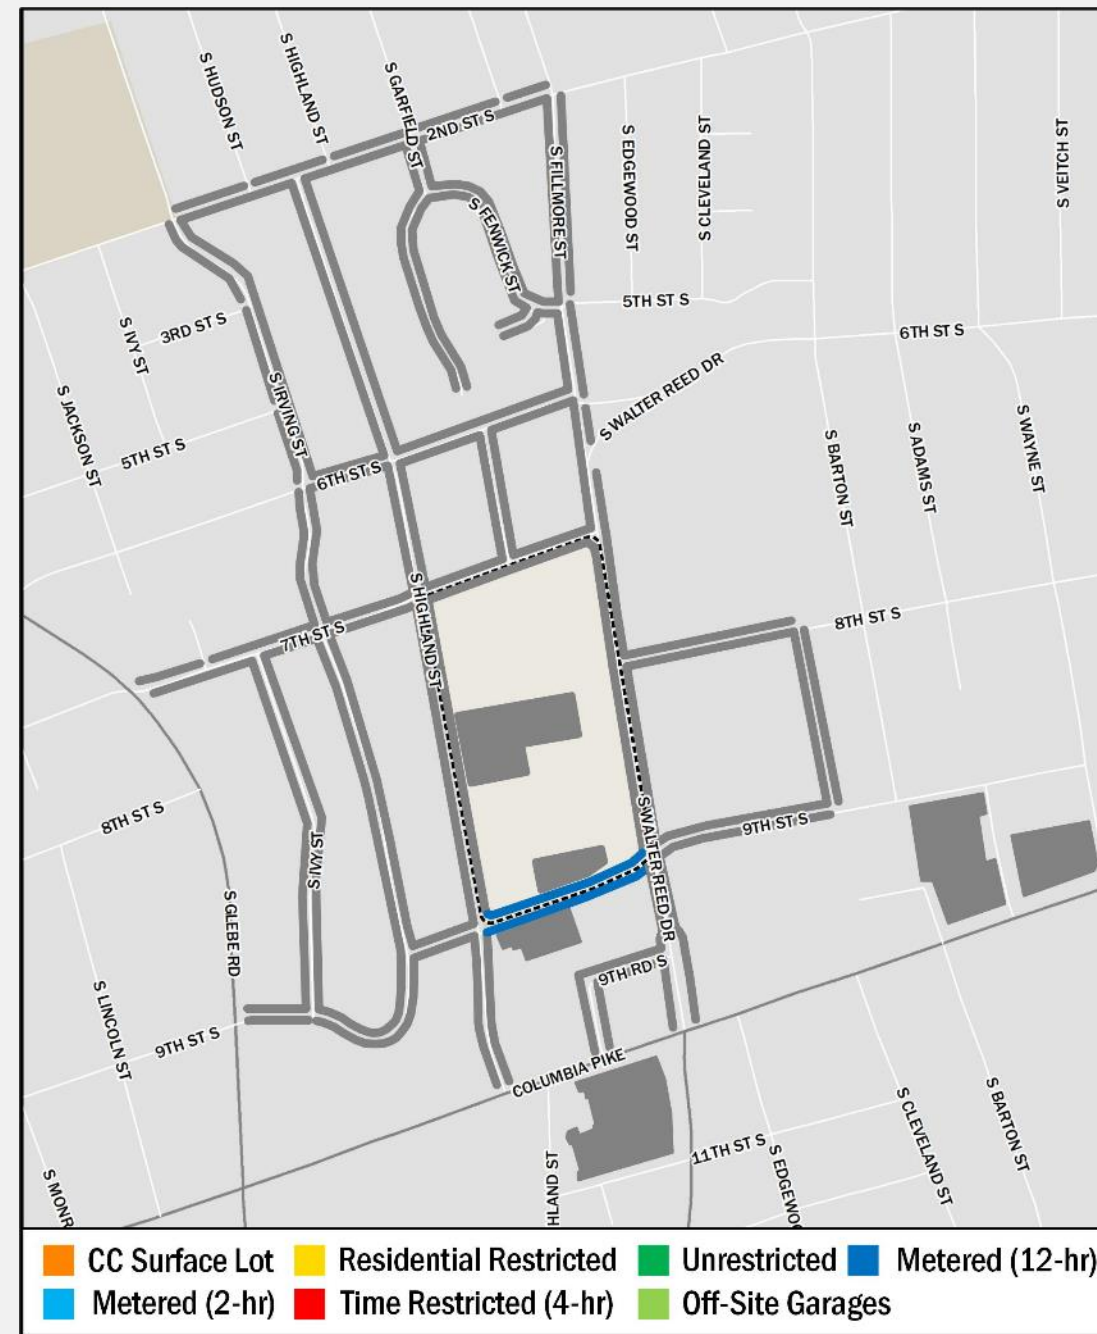 S HUDSON ST
S HIGHLAND ST
S GARFIELD ST
2ND ST S
S FILLMORE ST
S EDGEWOOD ST
S CLEVELAND ST
S VEITCH ST
S FENWICK ST
5TH ST S
6TH ST S
S IVY ST
3RD ST S
S JACKSON ST
S IRVING ST
5TH ST S
6TH ST S
S WALTER REED DR
S BARTON ST
S ADAMS ST
S WAYNE ST
S HIGHLAND ST
7TH ST S
8TH ST S
8TH ST S
S IVY ST
S WALTER REED DR
9TH ST S
S GLEBE RD
S LINCOLN ST
9TH ST S
9TH RD S
COLUMBIA PIKE
S MONR
HLAND ST
11TH ST S
S EDGEWOO
S CLEVELAND ST
S BARTON ST
CC Surface Lot
Residential Restricted
Unrestricted
Metered (12-hr)
Metered (2-hr)
Time Restricted (4-hr)
Off-Site Garages